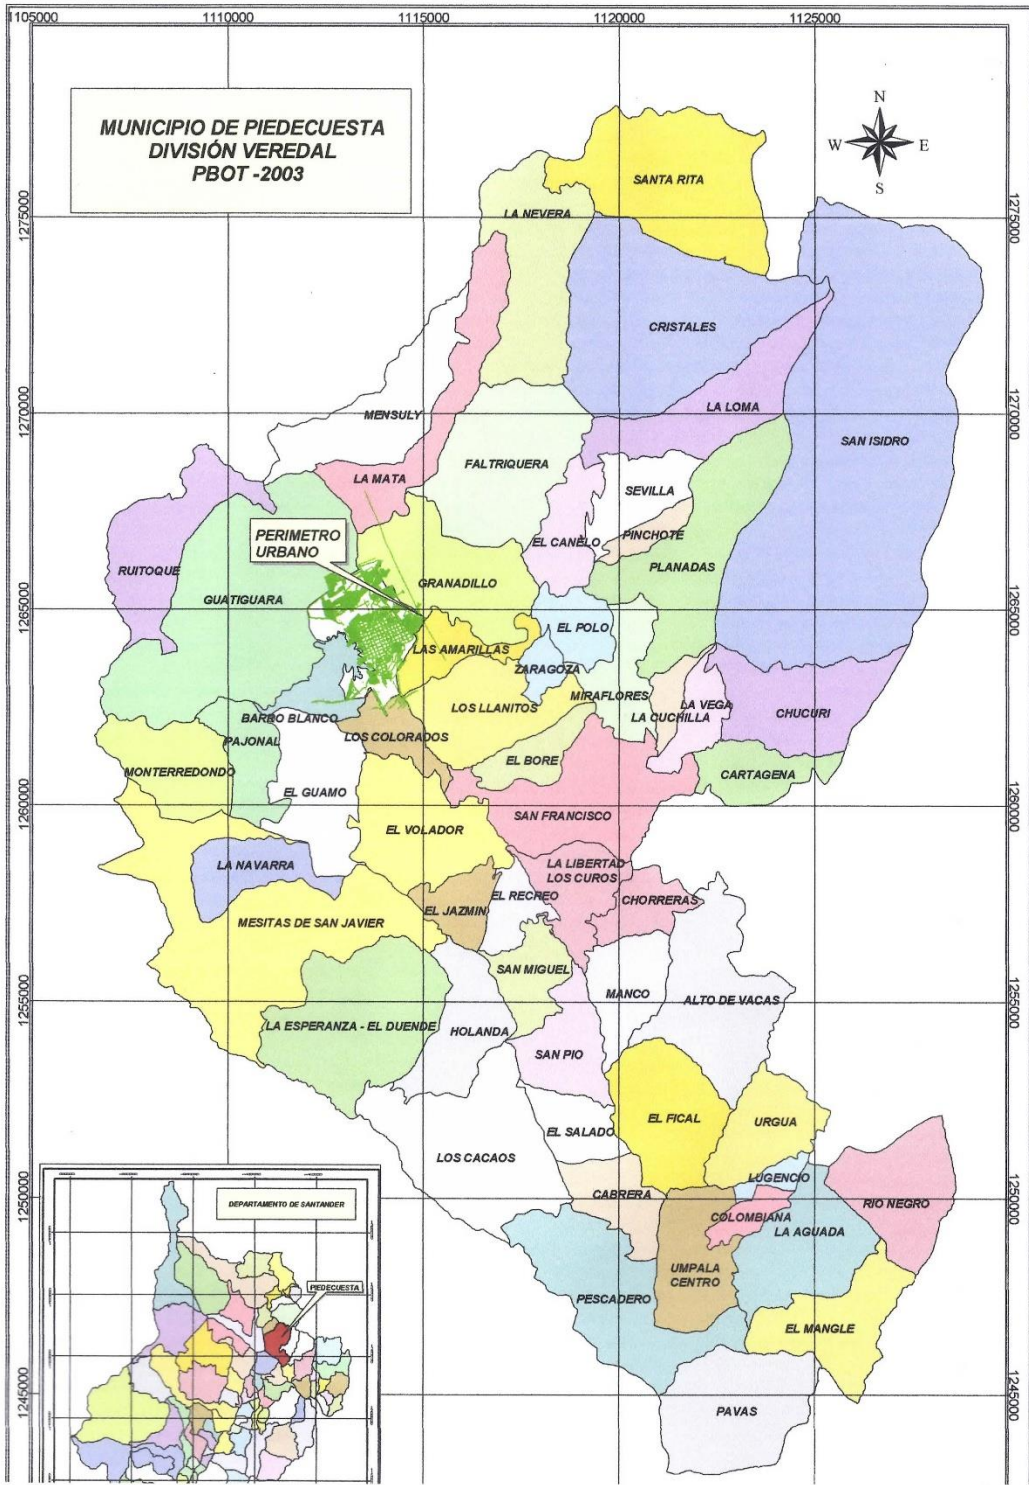 1105000
1110000
1115000
1120000
1125000
MUNICIPIO DE PIEDECUESTA
DIVISIÓN VEREDAL
PBOT -2003
N
W
E
S
SANTA RITA
1275000
1275000
LA NEVERA
CRISTALES
LA LOMA
MENSULY
1270000
1270000
SAN ISIDRO
FALTRIQUERA
LA MATA
SEVILLA
PERIMETRO
URBANO
EL CANELO
PINCHOTE
PLANADAS
RUITOQUE
GRANADILLO
GUATIGUARA
1265000
1265000
EL POLO
LAS AMARILLAS
ZARAGOZA
MIRAFLORES
LOS LLANITOS
LA VEGA
LA CUCHILLA
CHUCURI
BARRO BLANCO
LOS COLORADOS
PAJONAL
EL BORE
MONTERREDONDO
CARTAGENA
EL GUAMO
1260000
1260000
SAN FRANCISCO
EL VOLADOR
LA NAVARRA
LA LIBERTAD
LOS CUROS
EL RECREO
CHORRERAS
EL JAZMIN
MESITAS DE SAN JAVIER
SAN MIGUEL
MANCO
ALTO DE VACAS
1255000
1255000
LA ESPERANZA - EL DUENDE
HOLANDA
SAN PIO
EL FICAL
URGUA
EL SALADO
LOS CACAOS
LUGENCIO
CABRERA
1250000
1250000
RIO NEGRO
COLOMBIANA
LA AGUADA
UMPALA
CENTRO
PESCADERO
EL MANGLE
1245000
1245000
PAVAS
DEPARTAMENTO DE SANTANDER
PIEDECUESTA